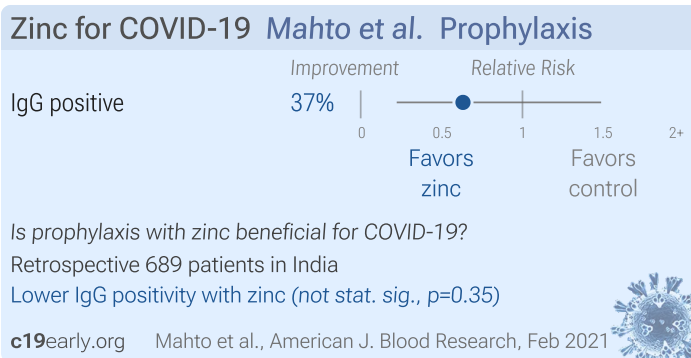 Zinc for COVID-19 Mahto et al. Prophylaxis
Improvement Relative Risk
IgG positive 37%
0 0.5 1 1.5 2+
Favors zinc
Favors control
Is prophylaxis with zinc beneficial for COVID-19?
Retrospective 689 patients in India
Lower IgG positivity with zinc (not stat. sig., p=0.35)
c19early.org Mahto et al., American J. Blood Research, Feb 2021